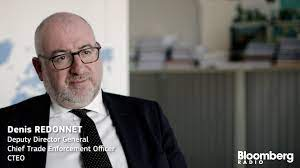 Bloomberg
RADIO
Denis REDONNET
Deputy Director General
Chief Trade Enforcement Officer
CTEO